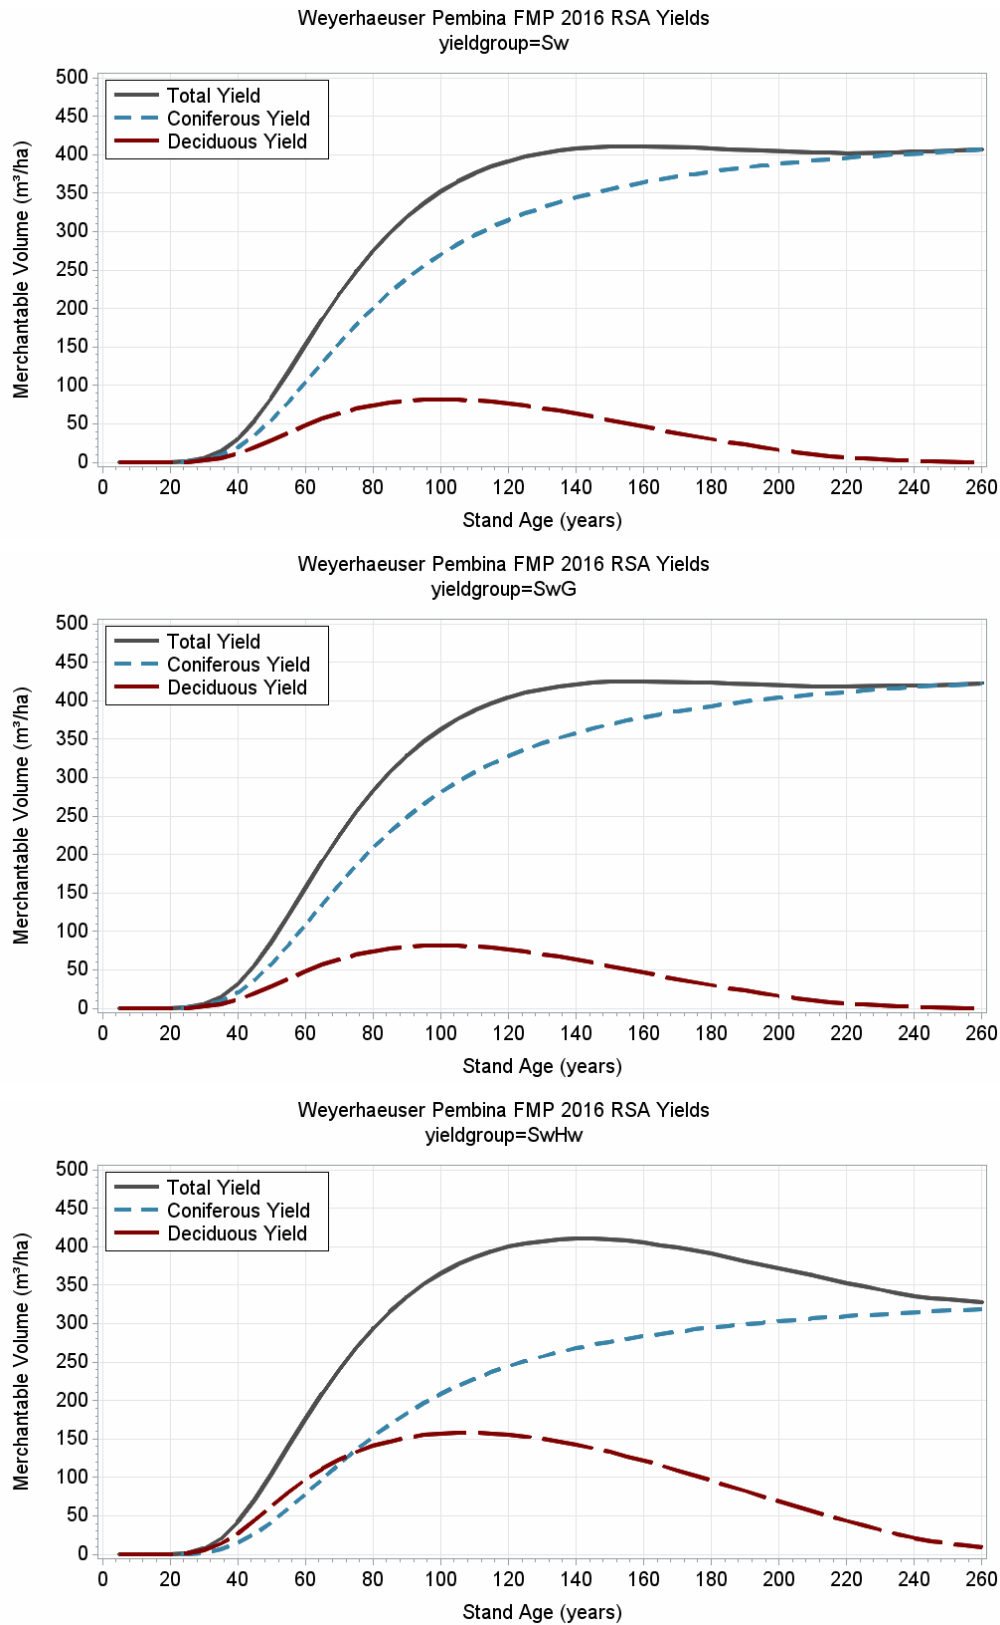 Weyerhaeuser Pembina FMP 2016 RSA Yields
yieldgroup=Sw
500
450
400
350
300
250
200
150
100
50
0
Merchantable Volume (m³/ha)
Total Yield
Coniferous Yield
Deciduous Yield
0 20 40 60 80 100 120 140 160 180 200 220 240 260
Stand Age (years)
Weyerhaeuser Pembina FMP 2016 RSA Yields
yieldgroup=SwG
500
450
400
350
300
250
200
150
100
50
0
Merchantable Volume (m³/ha)
Total Yield
Coniferous Yield
Deciduous Yield
0 20 40 60 80 100 120 140 160 180 200 220 240 260
Stand Age (years)
Weyerhaeuser Pembina FMP 2016 RSA Yields
yieldgroup=SwHw
500
450
400
350
300
250
200
150
100
50
0
Merchantable Volume (m³/ha)
Total Yield
Coniferous Yield
Deciduous Yield
0 20 40 60 80 100 120 140 160 180 200 220 240 260
Stand Age (years)